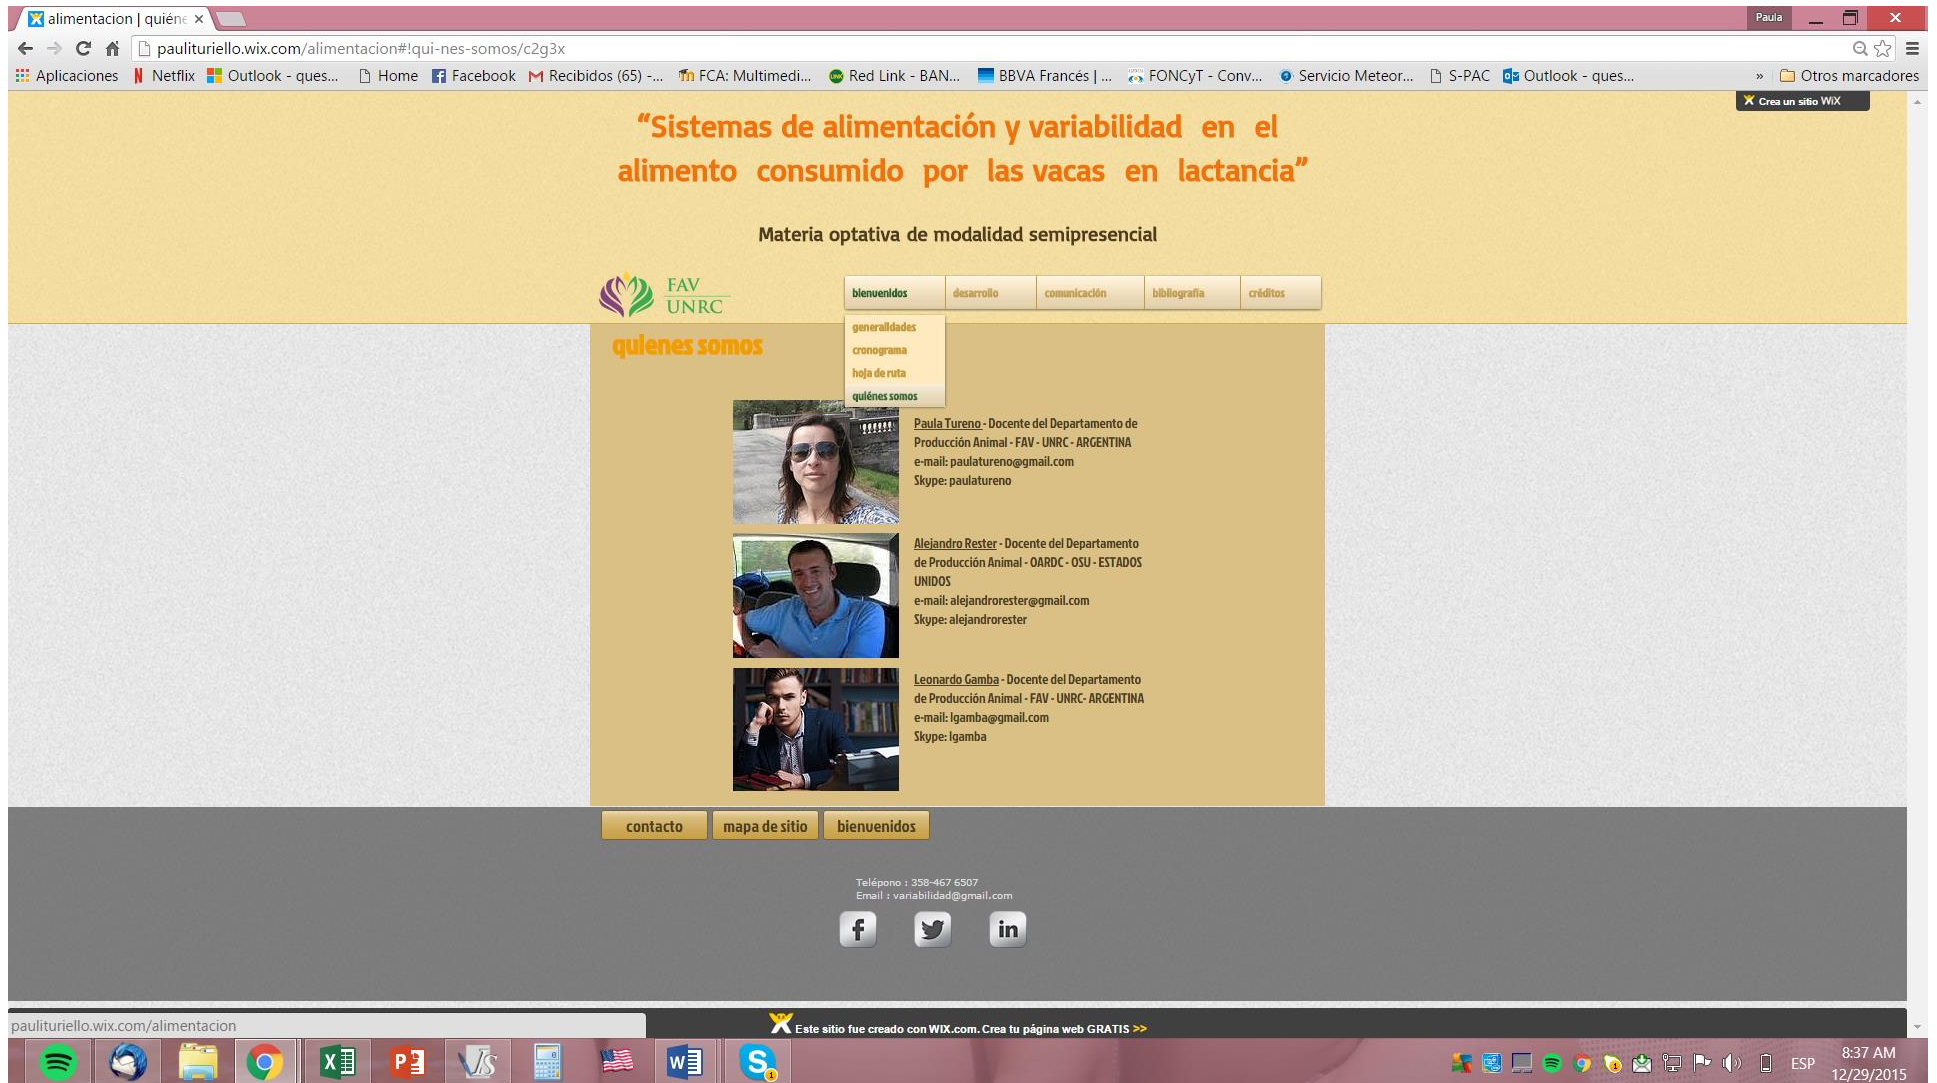 alimentacion | quiéne
Paula
paulituriello.wix.com/alimentacion#!qui-nes-somos/c2g3x
Aplicaciones Netflix Outlook - ques... Home Facebook Recibidos (65) -... FCA: Multimedi... Red Link - BAN... BBVA Francés | ... FONCyT - Conv... Servicio Meteor... S-PAC Outlook - ques... » Otros marcadores
Crea un sitio WiX
“Sistemas de alimentación y variabilidad en el
alimento consumido por las vacas en lactancia”
Materia optativa de modalidad semipresencial
FAV
UNRC
bienvenidos desarrollo comunicación bibliografía créditos
generalidades
cronograma
hoja de ruta
quiénes somos
quienes somos
Paula Tureno - Docente del Departamento de
Producción Animal - FAV - UNRC - ARGENTINA
e-mail: paulatureno@gmail.com
Skype: paulatureno
Alejandro Rester - Docente del Departamento
de Producción Animal - OARDC - OSU - ESTADOS
UNIDOS
e-mail: alejandrorester@gmail.com
Skype: alejandrorester
Leonardo Gamba - Docente del Departamento
de Producción Animal - FAV - UNRC- ARGENTINA
e-mail: lgamba@gmail.com
Skype: lgamba
contacto mapa de sitio bienvenidos
Telépono : 358-467 6507
Email : variabilidad@gmail.com
paulituriello.wix.com/alimentacion
Este sitio fue creado con WIX.com. Crea tu página web GRATIS >>
ESP
8:37 AM
12/29/2015